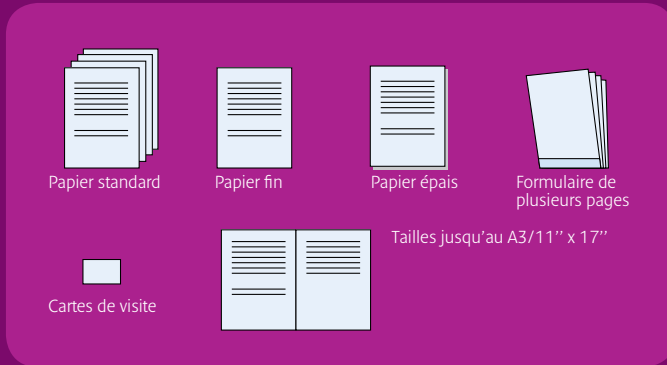 Papier standard
Papier fin
Papier épais
Formulaire de
plusieurs pages
Tailles jusqu’au A3/11’’ x 17’’
Cartes de visite